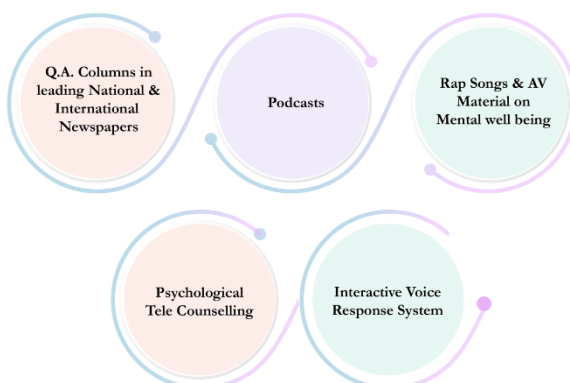 Q.A. Columns in
leading National &
International
Newspapers
Podcasts
Rap Songs & AV
Material on
Mental well being
Psychological
Tele Counselling
Interactive Voice
Response System